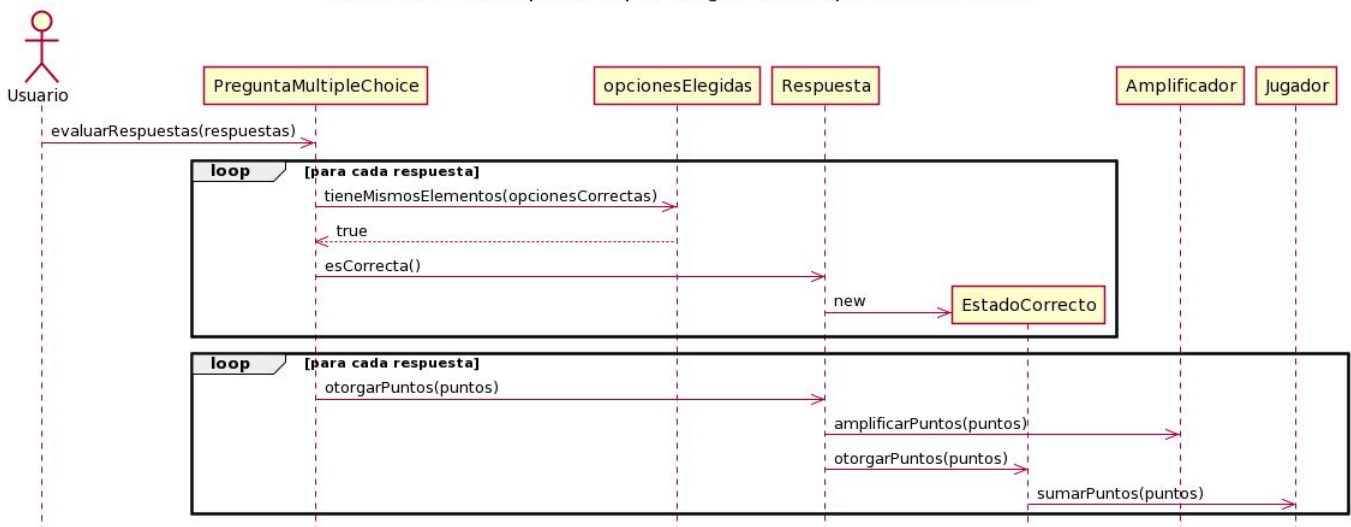 Usuario
PreguntaMultipleChoice
opcionesElegidas
Respuesta
Amplificador
Jugador
evaluarRespuestas(respuestas)
loop [para cada respuesta]
tieneMismosElementos(opcionesCorrectas)
true
esCorrecta()
new
EstadoCorrecto
loop [para cada respuesta]
otorgarPuntos(puntos)
amplificarPuntos(puntos)
otorgarPuntos(puntos)
sumarPuntos(puntos)